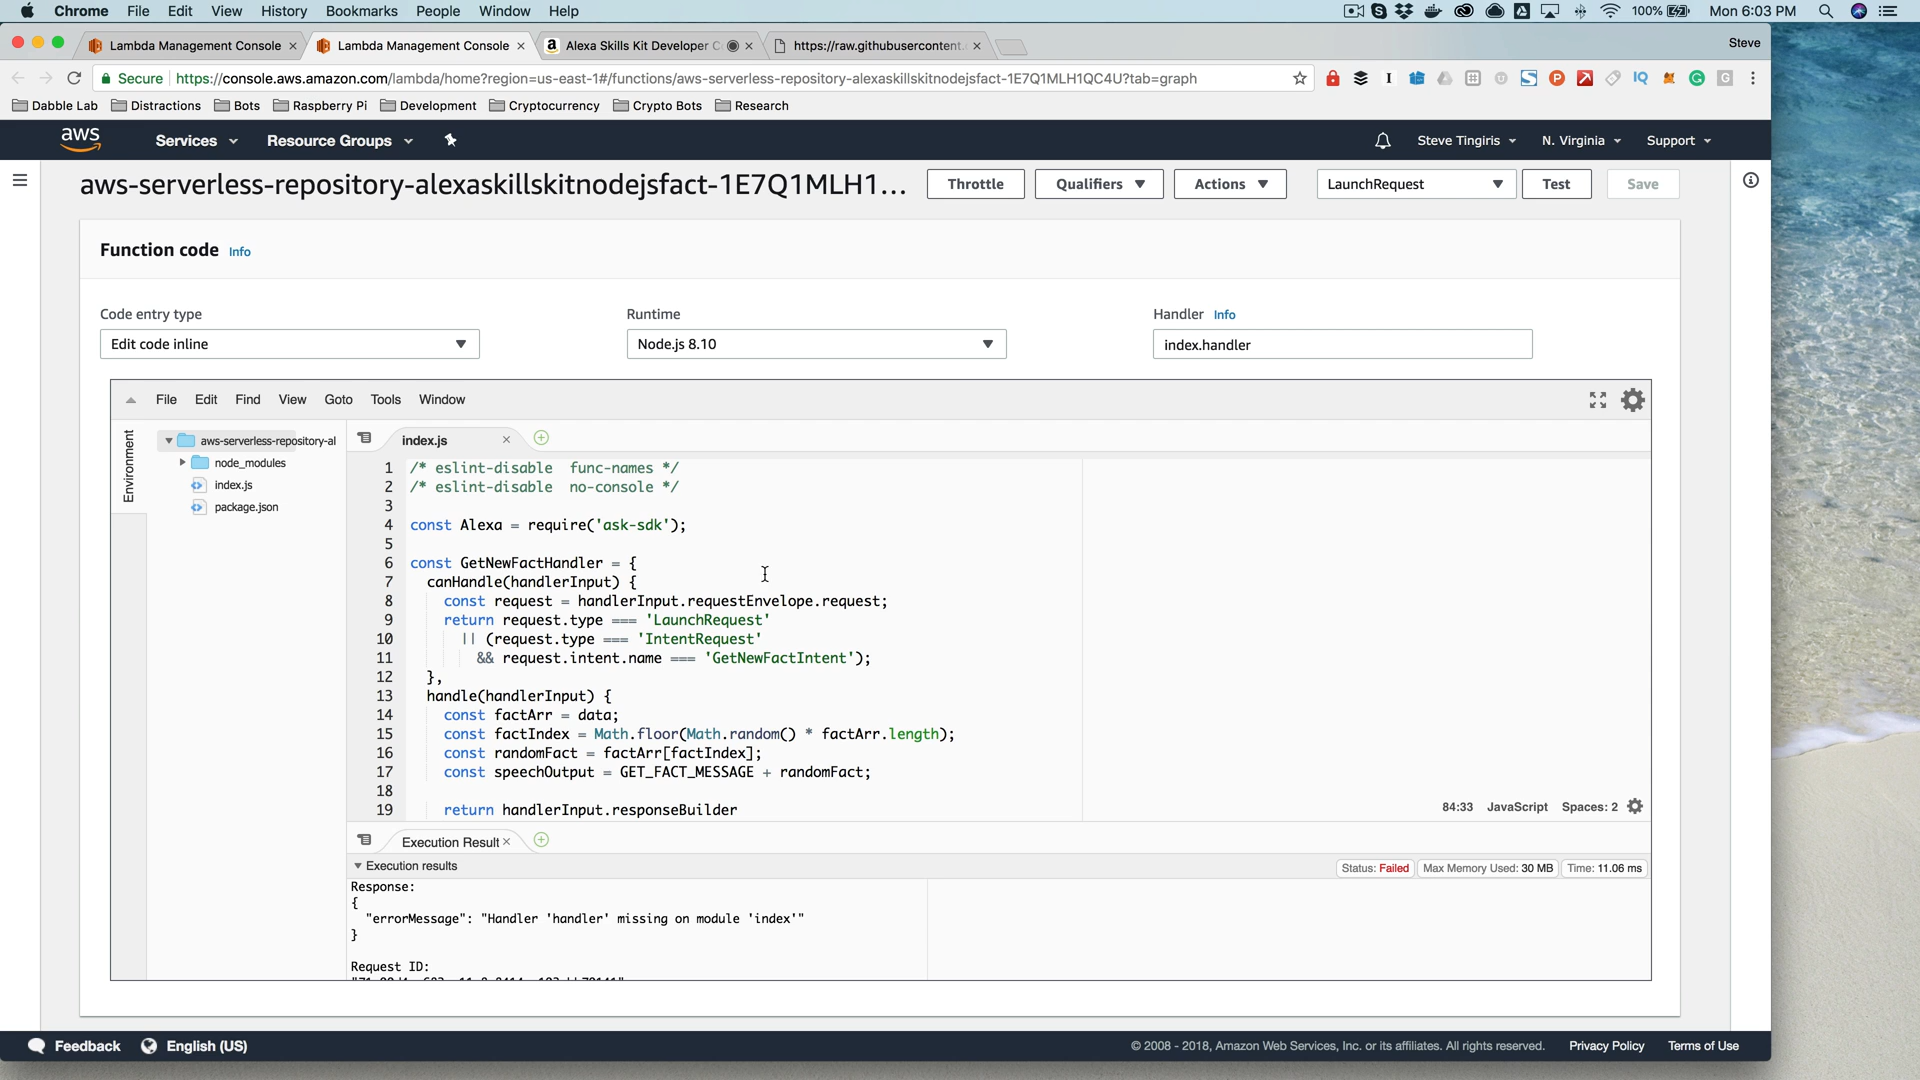 Chrome File Edit View History Bookmarks People Window Help 100% Mon 6:03 PM
Lambda Management Console Lambda Management Console Alexa Skills Kit Developer C https://raw.githubusercontent. Steve
Secure https://console.aws.amazon.com/lambda/home?region=us-east-1#/functions/aws-serverless-repository-alexaskillskitnodejsfact-1E7Q1MLH1QC4U?tab=graph
Dabble Lab Distractions Bots Raspberry Pi Development Cryptocurrency Crypto Bots Research
aws Services Resource Groups Steve Tingiris N. Virginia Support
aws-serverless-repository-alexaskillskitnodejsfact-1E7Q1MLH1... Throttle Qualifiers Actions LaunchRequest Test Save
Function code Info
Code entry type Runtime Handler Info
Edit code inline Node.js 8.10 index.handler
File Edit Find View Goto Tools Window
Environment
aws-serverless-repository-al
node_modules
index.js
package.json
index.js
1 /* eslint-disable  func-names */
2 /* eslint-disable  no-console */
3
4 const Alexa = require('ask-sdk');
5
6 const GetNewFactHandler = {
7 canHandle(handlerInput) {
8 const request = handlerInput.requestEnvelope.request;
9 return request.type === 'LaunchRequest'
10 || (request.type === 'IntentRequest'
11 && request.intent.name === 'GetNewFactIntent');
12 },
13 handle(handlerInput) {
14 const factArr = data;
15 const factIndex = Math.floor(Math.random() * factArr.length);
16 const randomFact = factArr[factIndex];
17 const speechOutput = GET_FACT_MESSAGE + randomFact;
18
19 return handlerInput.responseBuilder
84:33 JavaScript Spaces: 2
Execution Result
Execution results Status: Failed Max Memory Used: 30 MB Time: 11.06 ms
Response:
{
"errorMessage": "Handler 'handler' missing on module 'index'"
}
Request ID:
Feedback English (US) © 2008 - 2018, Amazon Web Services, Inc. or its affiliates. All rights reserved. Privacy Policy Terms of Use